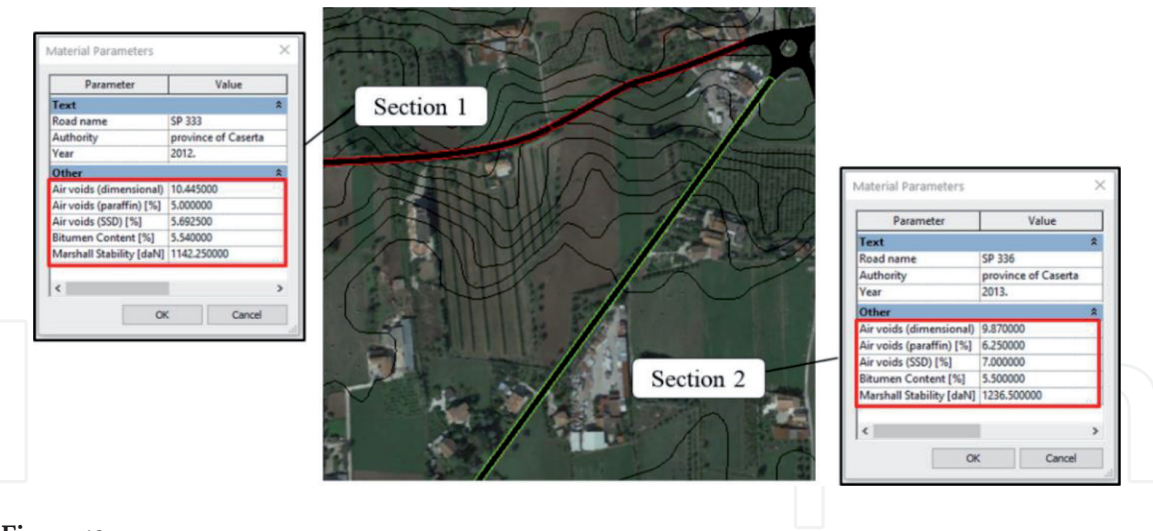 Material Parameters
Parameter Value
Text
Road name SP 333
Authority province of Caserta
Year 2012.
Other
Air voids (dimensional) 10.445000
Air voids (paraffin) [%] 5.000000
Air voids (SSD) [%] 5.692500
Bitumen Content [%] 5.540000
Marshall Stability [daN] 1142.250000
OK Cancel
Section 1
Section 2
Material Parameters
Parameter Value
Text
Road name SP 336
Authority province of Caserta
Year 2013.
Other
Air voids (dimensional) 9.870000
Air voids (paraffin) [%] 6.250000
Air voids (SSD) [%] 7.000000
Bitumen Content [%] 5.500000
Marshall Stability [daN] 1236.500000
OK Cancel